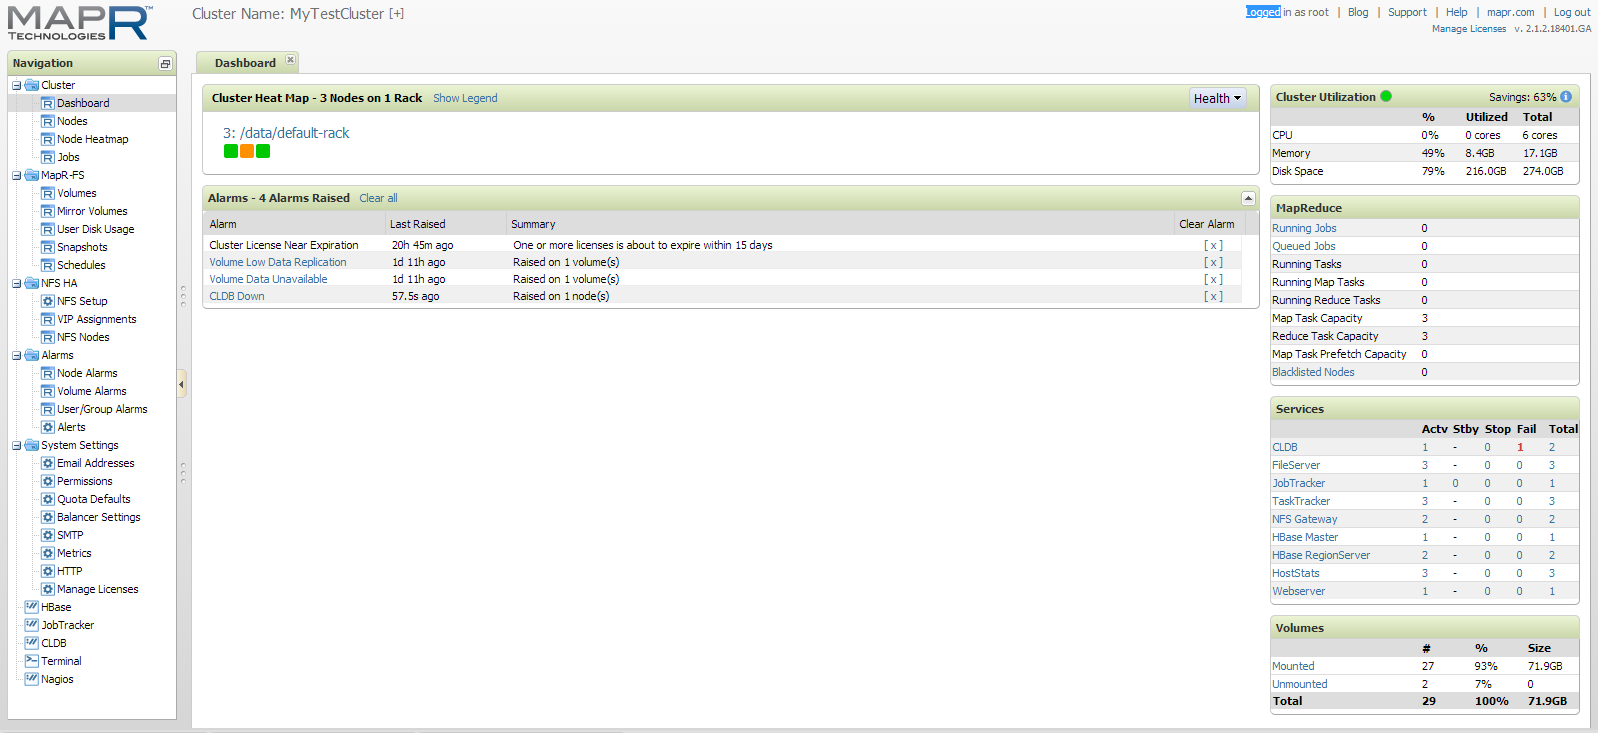 MAPR
TECHNOLOGIES
Cluster Name: MyTestCluster [+]
Logged in as root | Blog | Support | Help | mapr.com | Log out
Manage Licenses v. 2.1.2.18401.GA
Navigation
Cluster
Dashboard
Nodes
Node Heatmap
Jobs
MapR-FS
Volumes
Mirror Volumes
User Disk Usage
Snapshots
Schedules
NFS HA
NFS Setup
VIP Assignments
NFS Nodes
Alarms
Node Alarms
Volume Alarms
User/Group Alarms
Alerts
System Settings
Email Addresses
Permissions
Quota Defaults
Balancer Settings
SMTP
Metrics
HTTP
Manage Licenses
HBase
JobTracker
CLDB
Terminal
Nagios
Dashboard
Cluster Heat Map - 3 Nodes on 1 Rack Show Legend Health
3: /data/default-rack
Alarms - 4 Alarms Raised Clear all
Alarm Last Raised Summary Clear Alarm
Cluster License Near Expiration 20h 45m ago One or more licenses is about to expire within 15 days [ x ]
Volume Low Data Replication 1d 11h ago Raised on 1 volume(s) [ x ]
Volume Data Unavailable 1d 11h ago Raised on 1 volume(s) [ x ]
CLDB Down 57.5s ago Raised on 1 node(s) [ x ]
Cluster Utilization Savings: 63%
% Utilized Total
CPU 0% 0 cores 6 cores
Memory 49% 8.4GB 17.1GB
Disk Space 79% 216.0GB 274.0GB
MapReduce
Running Jobs 0
Queued Jobs 0
Running Tasks 0
Running Map Tasks 0
Running Reduce Tasks 0
Map Task Capacity 3
Reduce Task Capacity 3
Map Task Prefetch Capacity 0
Blacklisted Nodes 0
Services
Actv Stby Stop Fail Total
CLDB 1 - 0 1 2
FileServer 3 - 0 0 3
JobTracker 1 0 0 0 1
TaskTracker 3 - 0 0 3
NFS Gateway 2 - 0 0 2
HBase Master 1 - 0 0 1
HBase RegionServer 2 - 0 0 2
HostStats 3 - 0 0 3
Webserver 1 - 0 0 1
Volumes
# % Size
Mounted 27 93% 71.9GB
Unmounted 2 7% 0
Total 29 100% 71.9GB